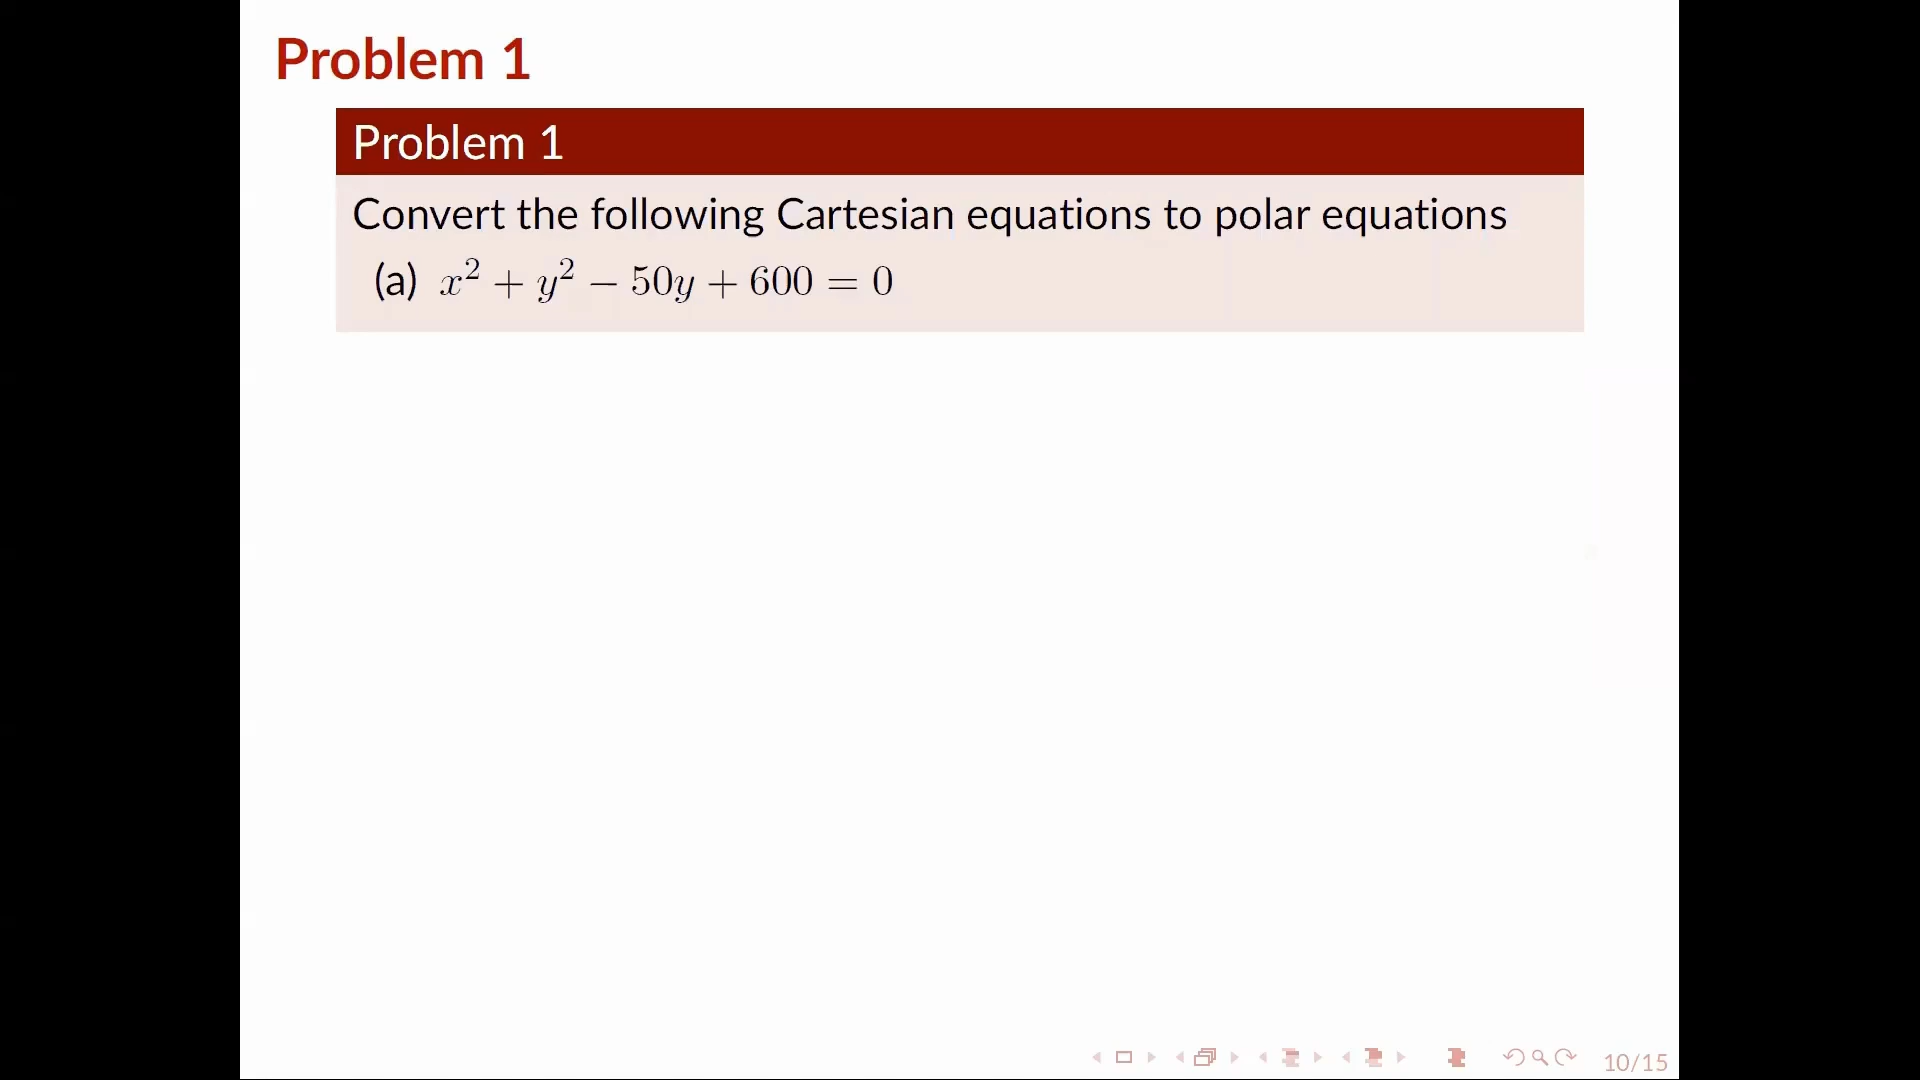 Problem 1
Problem 1
Convert the following Cartesian equations to polar equations
(a) x² + y² − 50y + 600 = 0
10/15